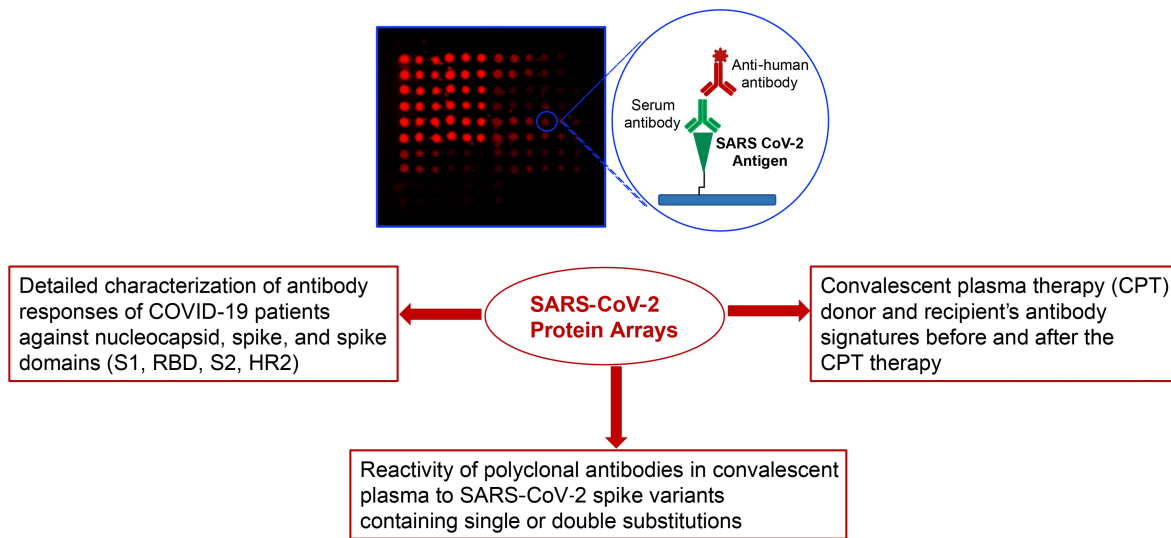 Anti-human
antibody
Serum
antibody
SARS CoV-2
Antigen
Detailed characterization of antibody
responses of COVID-19 patients
against nucleocapsid, spike, and spike
domains (S1, RBD, S2, HR2)
SARS-CoV-2
Protein Arrays
Convalescent plasma therapy (CPT)
donor and recipient’s antibody
signatures before and after the
CPT therapy
Reactivity of polyclonal antibodies in convalescent
plasma to SARS-CoV-2 spike variants
containing single or double substitutions